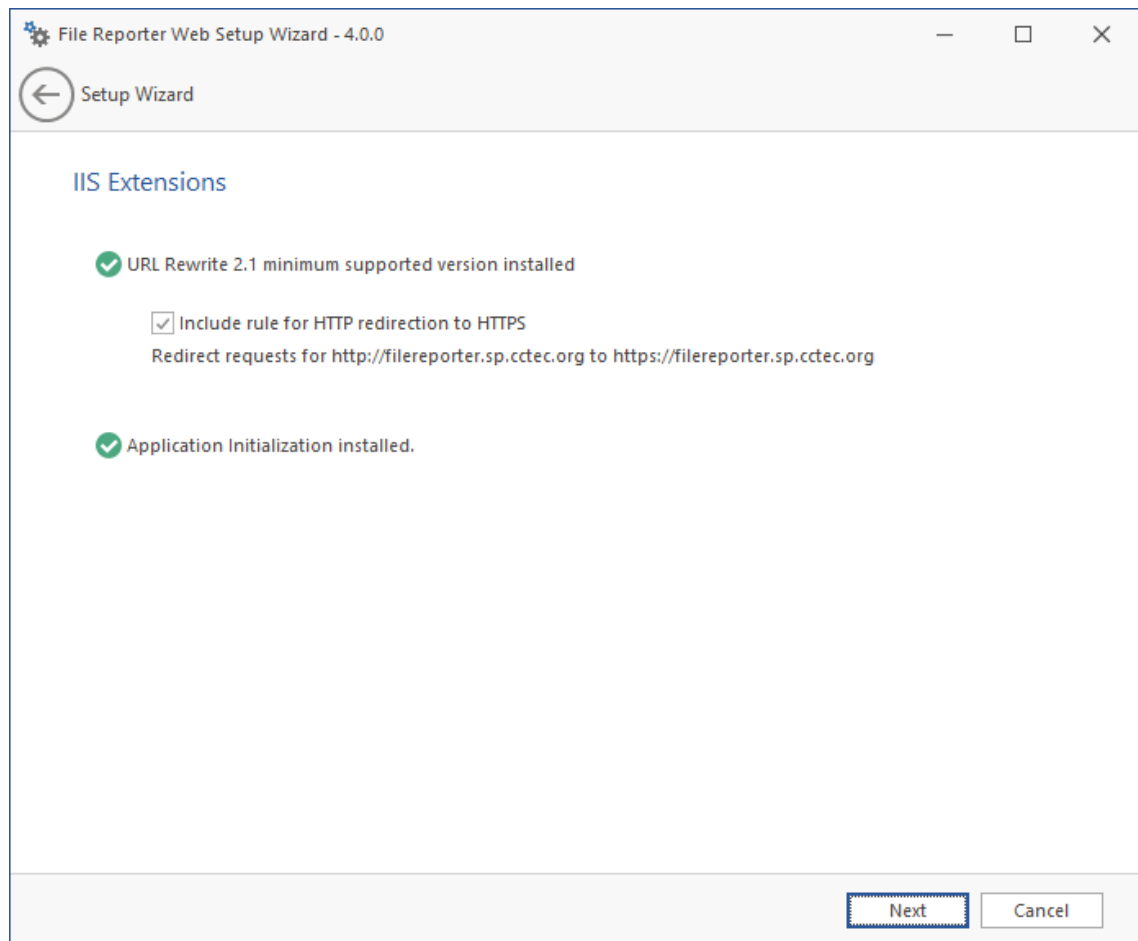 File Reporter Web Setup Wizard - 4.0.0
Setup Wizard
IIS Extensions
URL Rewrite 2.1 minimum supported version installed
Include rule for HTTP redirection to HTTPS
Redirect requests for http://filereporter.sp.cctec.org to https://filereporter.sp.cctec.org
Application Initialization installed.
Next Cancel